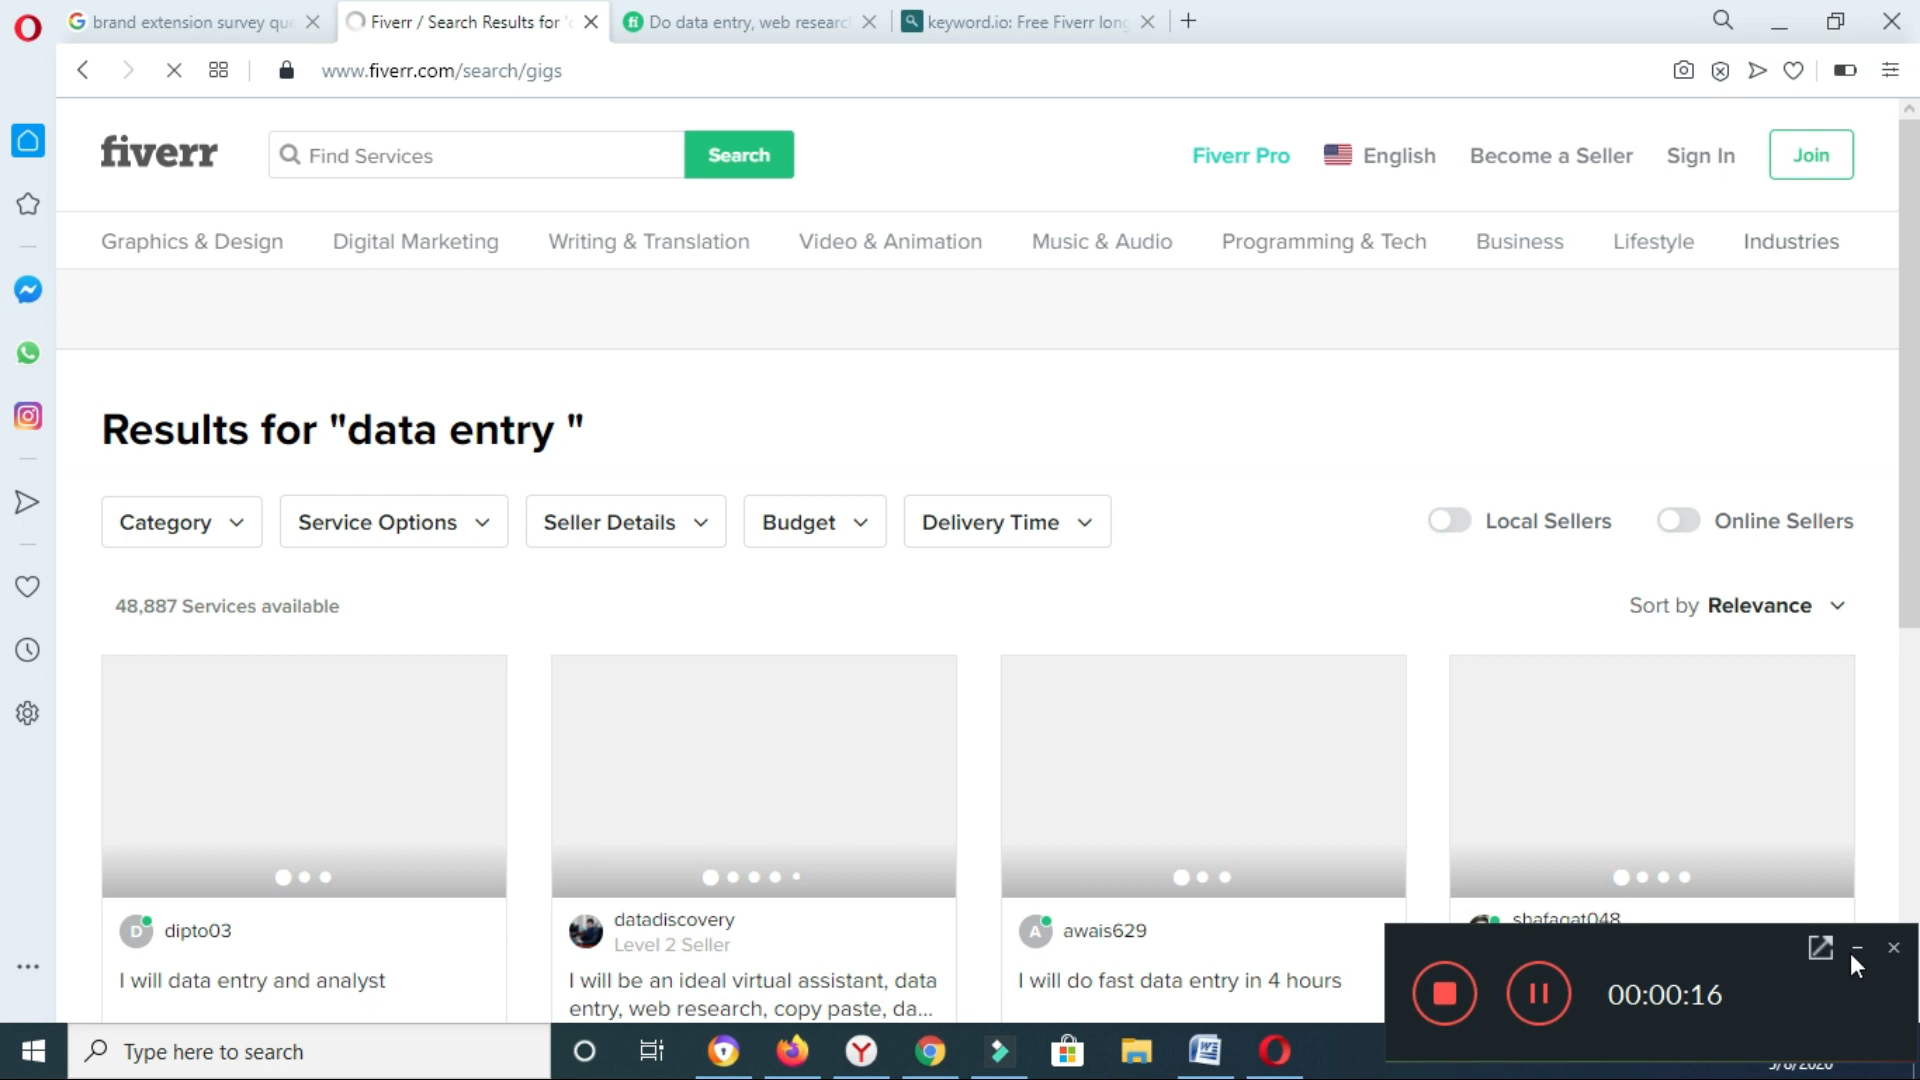 brand extension survey que
Fiverr / Search Results for
Do data entry, web researc
keyword.io: Free Fiverr long
www.fiverr.com/search/gigs
fiverr
Find Services
Search
Fiverr Pro
English
Become a Seller
Sign In
Join
Graphics & Design
Digital Marketing
Writing & Translation
Video & Animation
Music & Audio
Programming & Tech
Business
Lifestyle
Industries
Results for "data entry "
Category
Service Options
Seller Details
Budget
Delivery Time
Local Sellers
Online Sellers
48,887 Services available
Sort by Relevance
D
dipto03
I will data entry and analyst
datadiscovery
Level 2 Seller
I will be an ideal virtual assistant, data
entry, web research, copy paste, da...
A
awais629
I will do fast data entry in 4 hours
shafaqat048
00:00:16
Type here to search